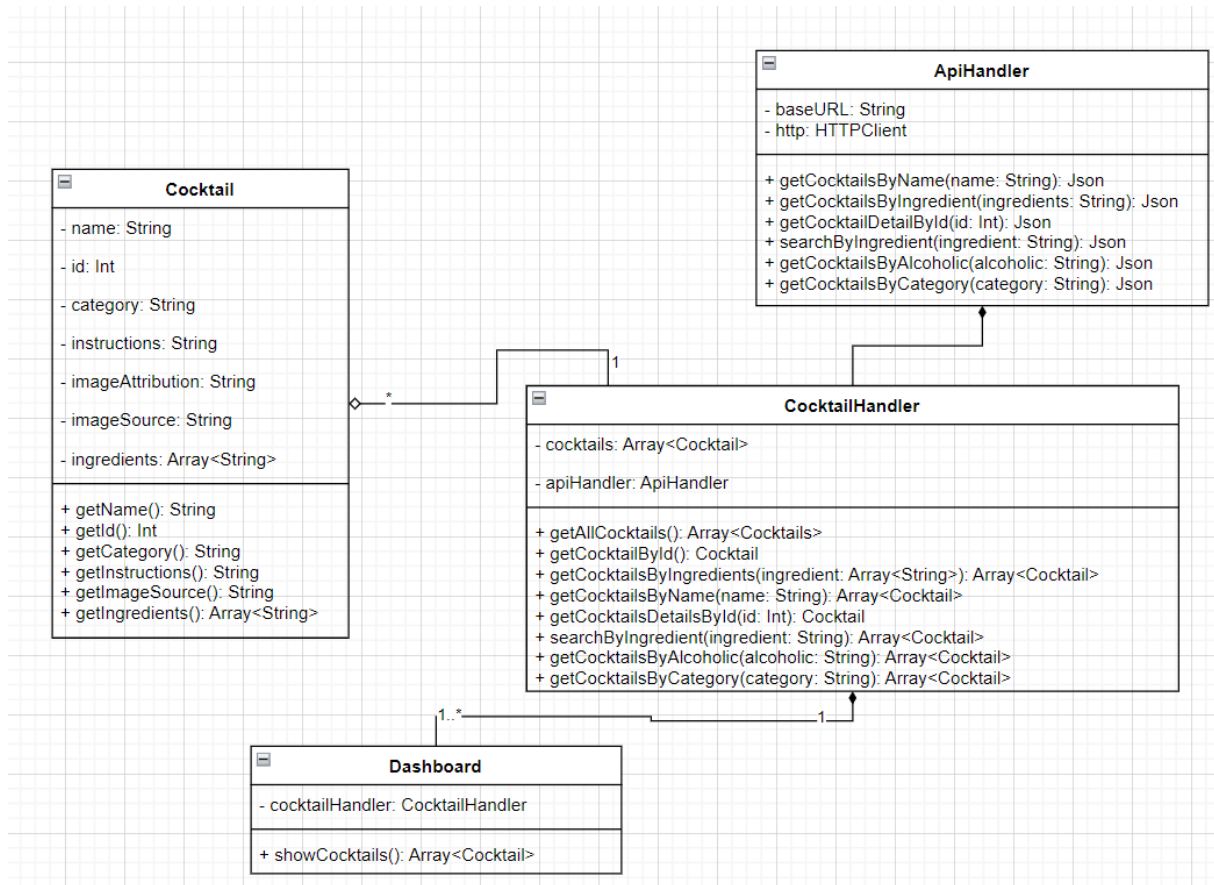 ApiHandler
- baseURL: String
- http: HTTPClient
+ getCocktailsByName(name: String): Json
+ getCocktailsByIngredient(ingredients: String): Json
+ getCocktailDetailById(id: Int): Json
+ searchByIngredient(ingredient: String): Json
+ getCocktailsByAlcoholic(alcoholic: String): Json
+ getCocktailsByCategory(category: String): Json
Cocktail
- name: String
- id: Int
- category: String
- instructions: String
- imageAttribution: String
- imageSource: String
- ingredients: Array<String>
+ getName(): String
+ getId(): Int
+ getCategory(): String
+ getInstructions(): String
+ getImageSource(): String
+ getIngredients(): Array<String>
*
1
CocktailHandler
- cocktails: Array<Cocktail>
- apiHandler: ApiHandler
+ getAllCocktails(): Array<Cocktails>
+ getCocktailById(): Cocktail
+ getCocktailsByIngredients(ingredient: Array<String>): Array<Cocktail>
+ getCocktailsByName(name: String): Array<Cocktail>
+ getCocktailsDetailsById(id: Int): Cocktail
+ searchByIngredient(ingredient: String): Array<Cocktail>
+ getCocktailsByAlcoholic(alcoholic: String): Array<Cocktail>
+ getCocktailsByCategory(category: String): Array<Cocktail>
1..*
1
Dashboard
- cocktailHandler: CocktailHandler
+ showCocktails(): Array<Cocktail>